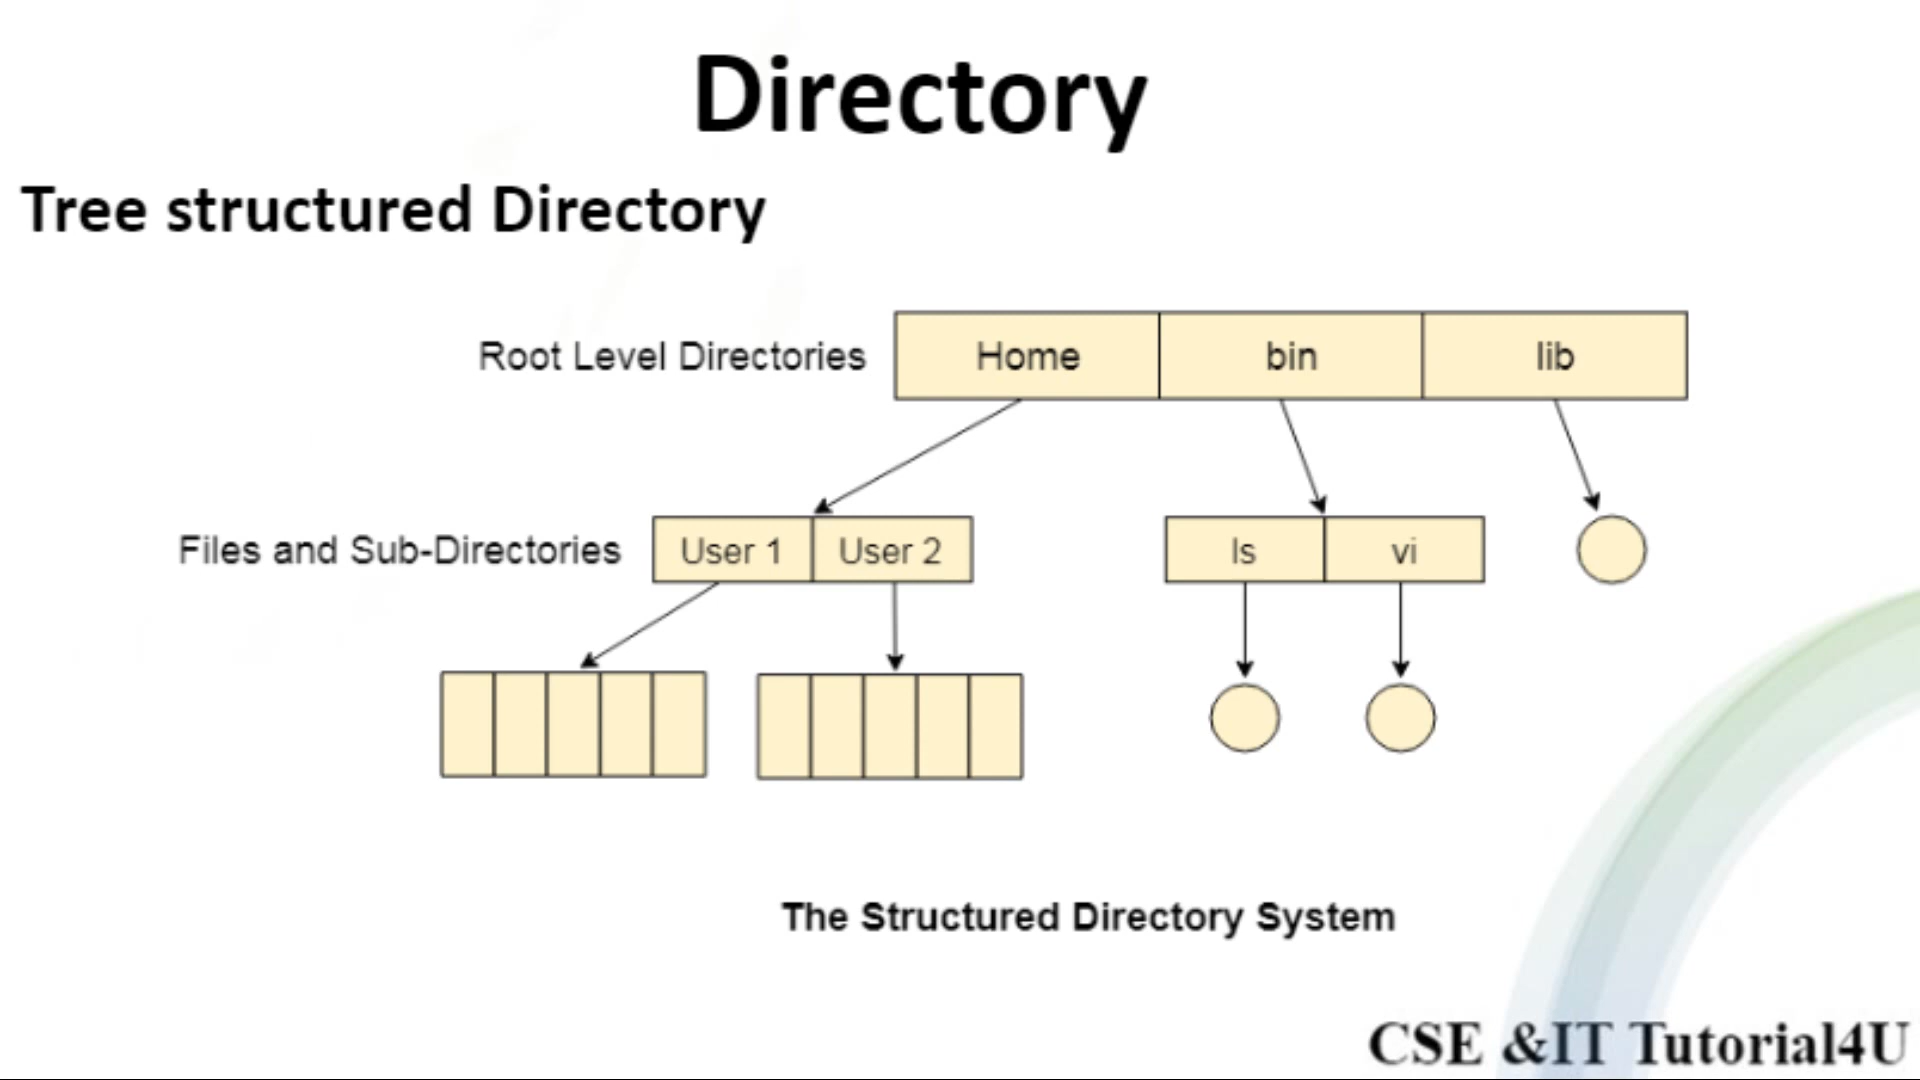 Directory
Tree structured Directory
Root Level Directories Home bin lib
Files and Sub-Directories User 1 User 2 ls vi
The Structured Directory System
CSE &IT Tutorial4U